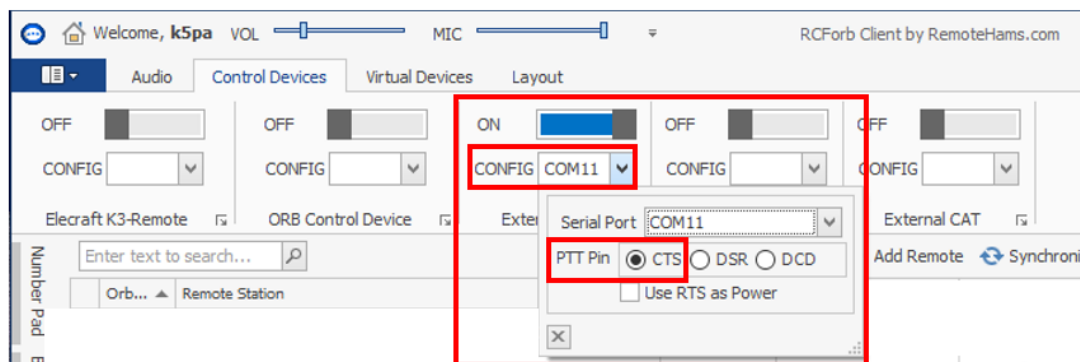 Welcome, k5pa VOL MIC RCForb Client by RemoteHams.com
Audio Control Devices Virtual Devices Layout
OFF OFF ON OFF OFF
CONFIG CONFIG CONFIG COM11 CONFIG CONFIG
Elecraft K3-Remote ORB Control Device External CAT
Serial Port COM11
Number Pad
Enter text to search... PTT Pin CTS DSR DCD Add Remote
Orb... Remote Station Use RTS as Power